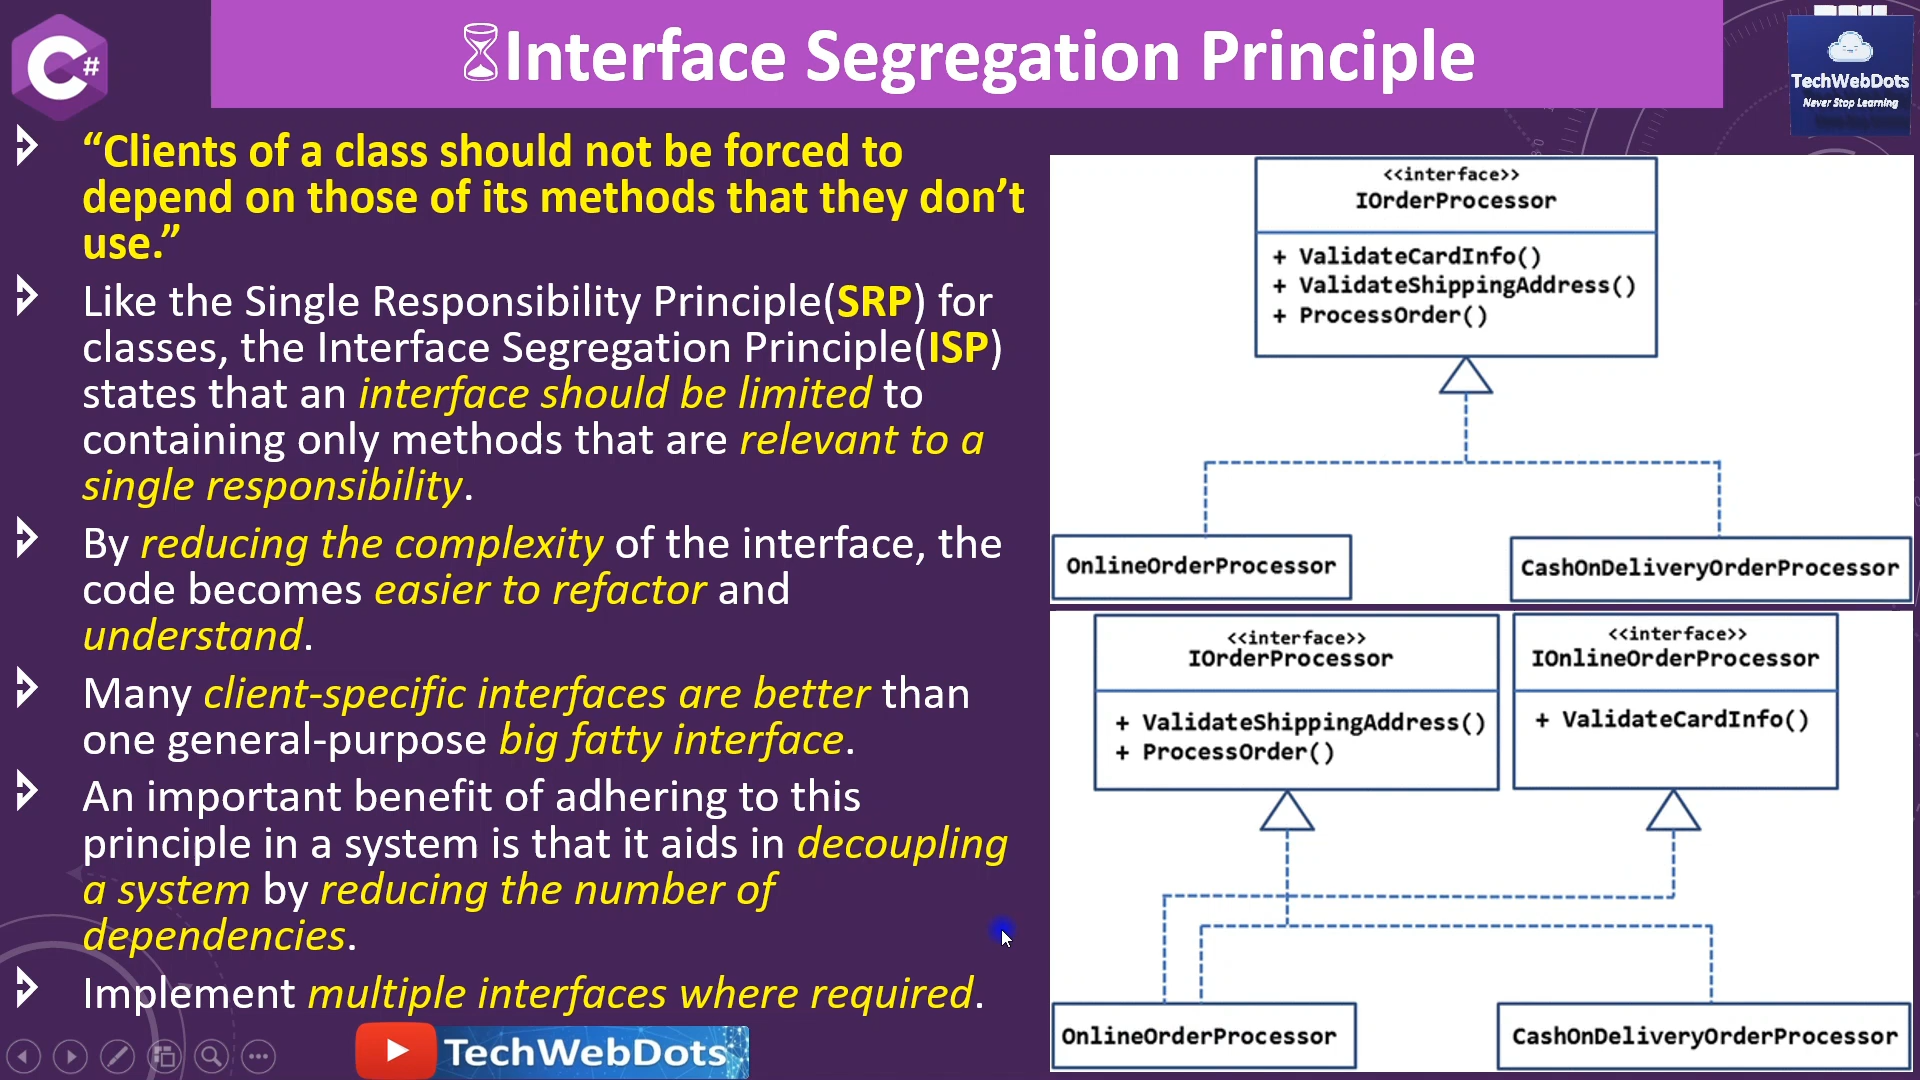 C#
Interface Segregation Principle
TechWebDots
Never Stop Learning
“Clients of a class should not be forced to
depend on those of its methods that they don’t
use.”
Like the Single Responsibility Principle(SRP) for
classes, the Interface Segregation Principle(ISP)
states that an interface should be limited to
containing only methods that are relevant to a
single responsibility.
By reducing the complexity of the interface, the
code becomes easier to refactor and
understand.
Many client-specific interfaces are better than
one general-purpose big fatty interface.
An important benefit of adhering to this
principle in a system is that it aids in decoupling
a system by reducing the number of
dependencies.
Implement multiple interfaces where required.
TechWebDots
<<interface>>
IOrderProcessor
+ ValidateCardInfo()
+ ValidateShippingAddress()
+ ProcessOrder()
OnlineOrderProcessor
CashOnDeliveryOrderProcessor
<<interface>>
IOrderProcessor
+ ValidateShippingAddress()
+ ProcessOrder()
<<interface>>
IOnlineOrderProcessor
+ ValidateCardInfo()
OnlineOrderProcessor
CashOnDeliveryOrderProcessor